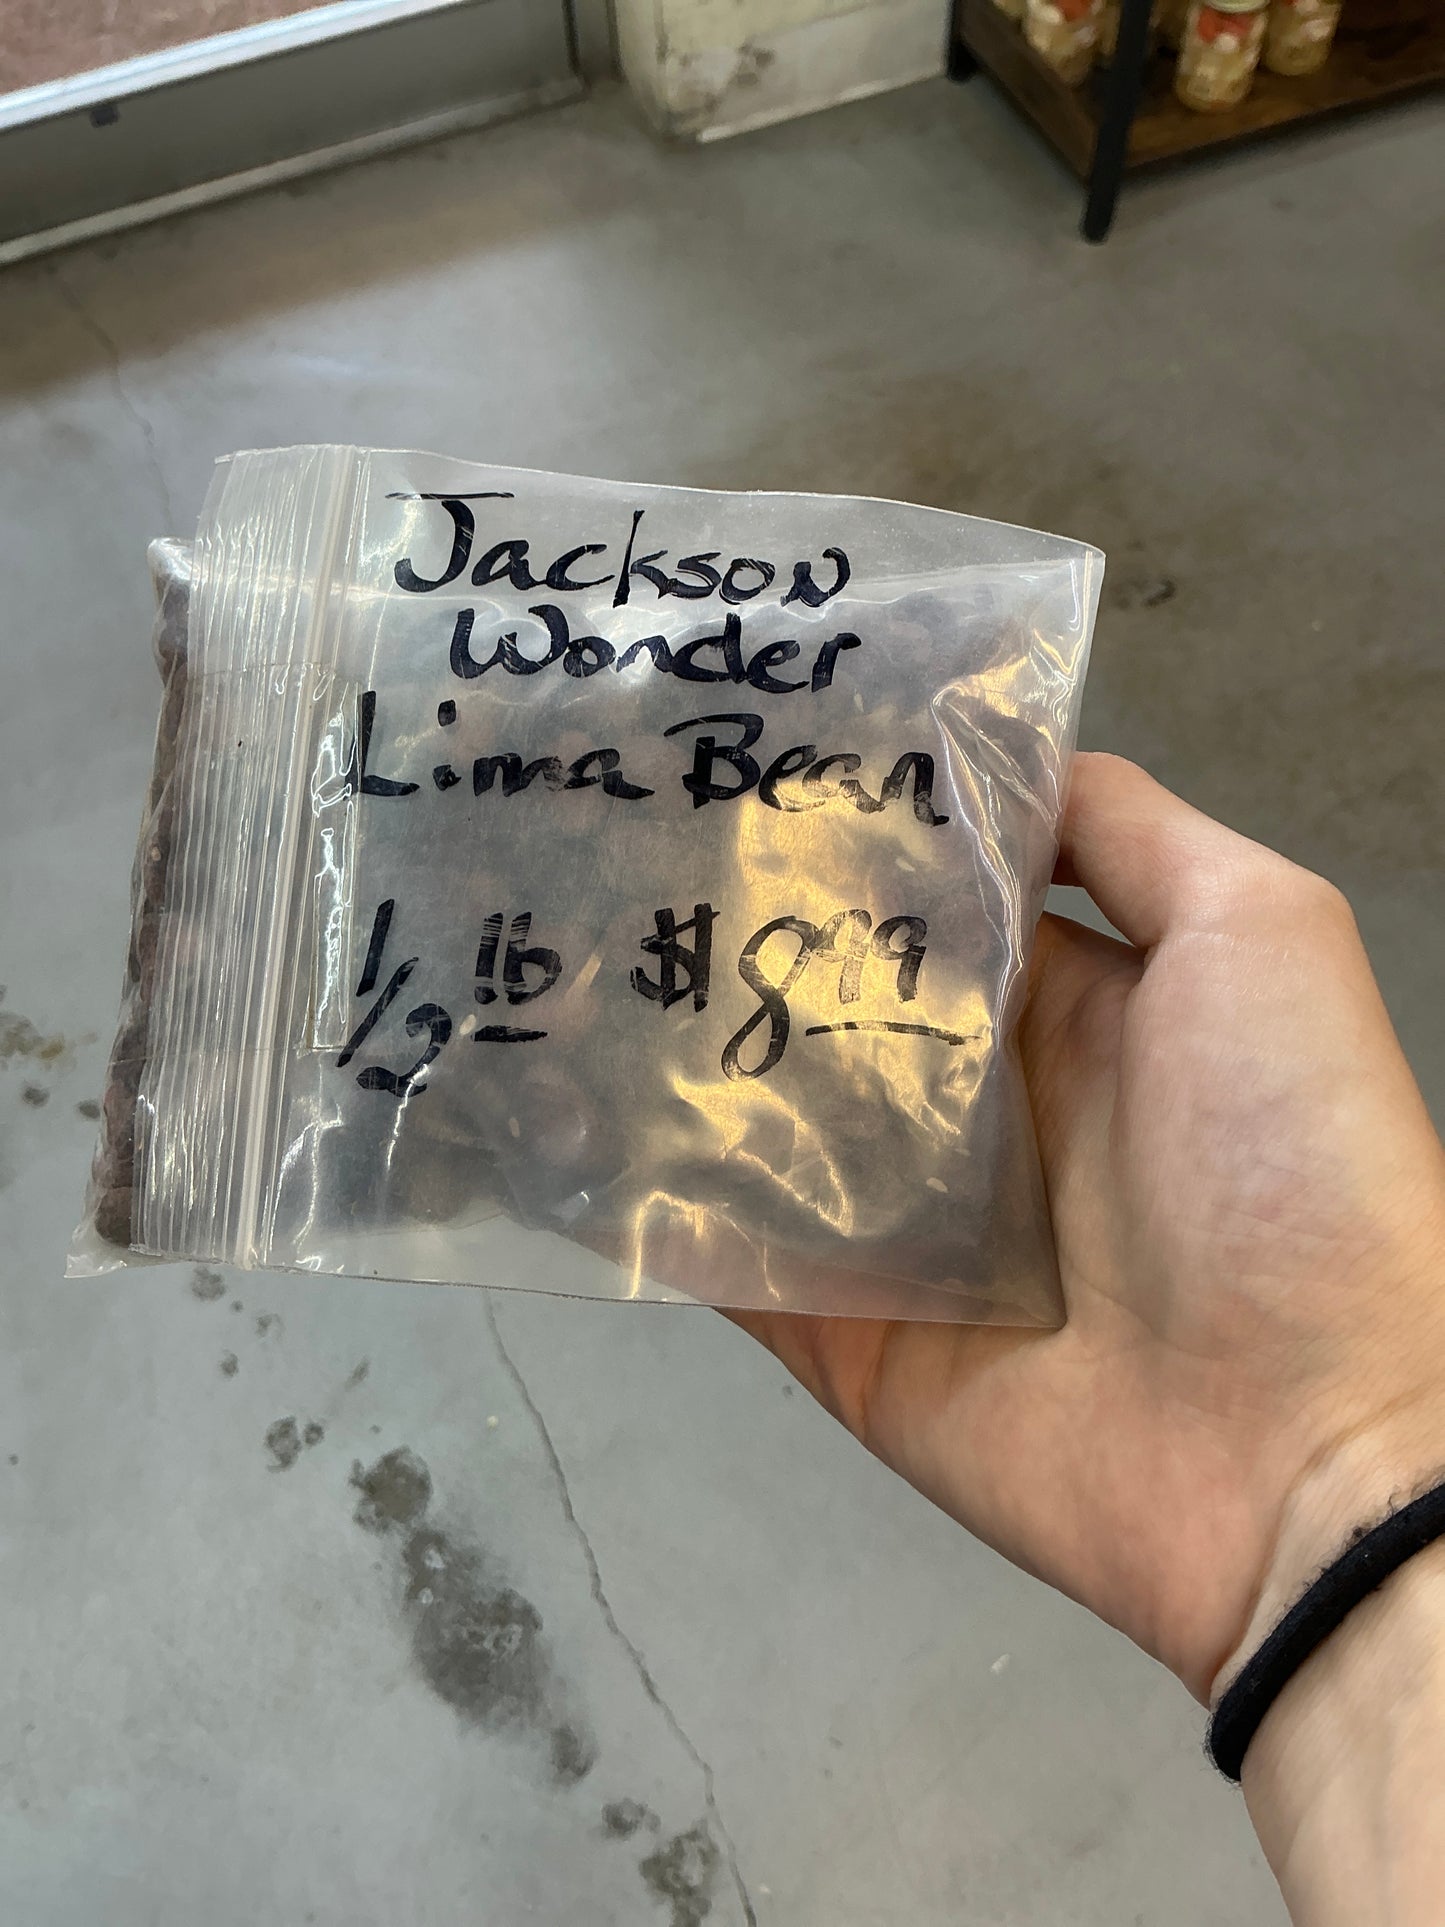 Jackson
Wonder
Lima Bean
1/2 lb $8.99